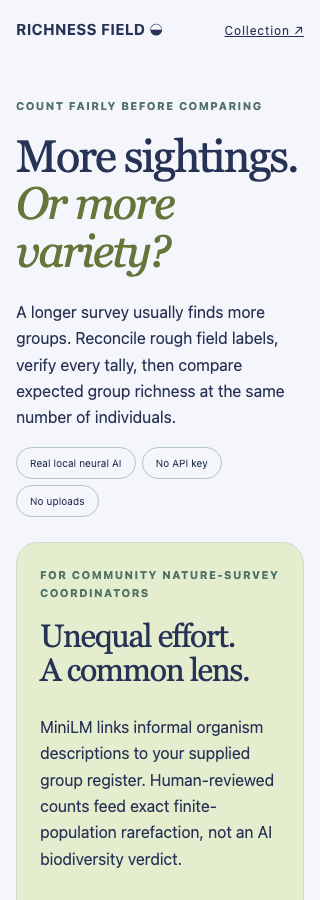 RICHNESS FIELD
Collection ↗
COUNT FAIRLY BEFORE COMPARING
More sightings.
Or more
variety?
A longer survey usually finds more
groups. Reconcile rough field labels,
verify every tally, then compare
expected group richness at the same
number of individuals.
Real local neural AI
No API key
No uploads
FOR COMMUNITY NATURE-SURVEY
COORDINATORS
Unequal effort.
A common lens.
MiniLM links informal organism
descriptions to your supplied
group register. Human-reviewed
counts feed exact finite-
population rarefaction, not an AI
biodiversity verdict.